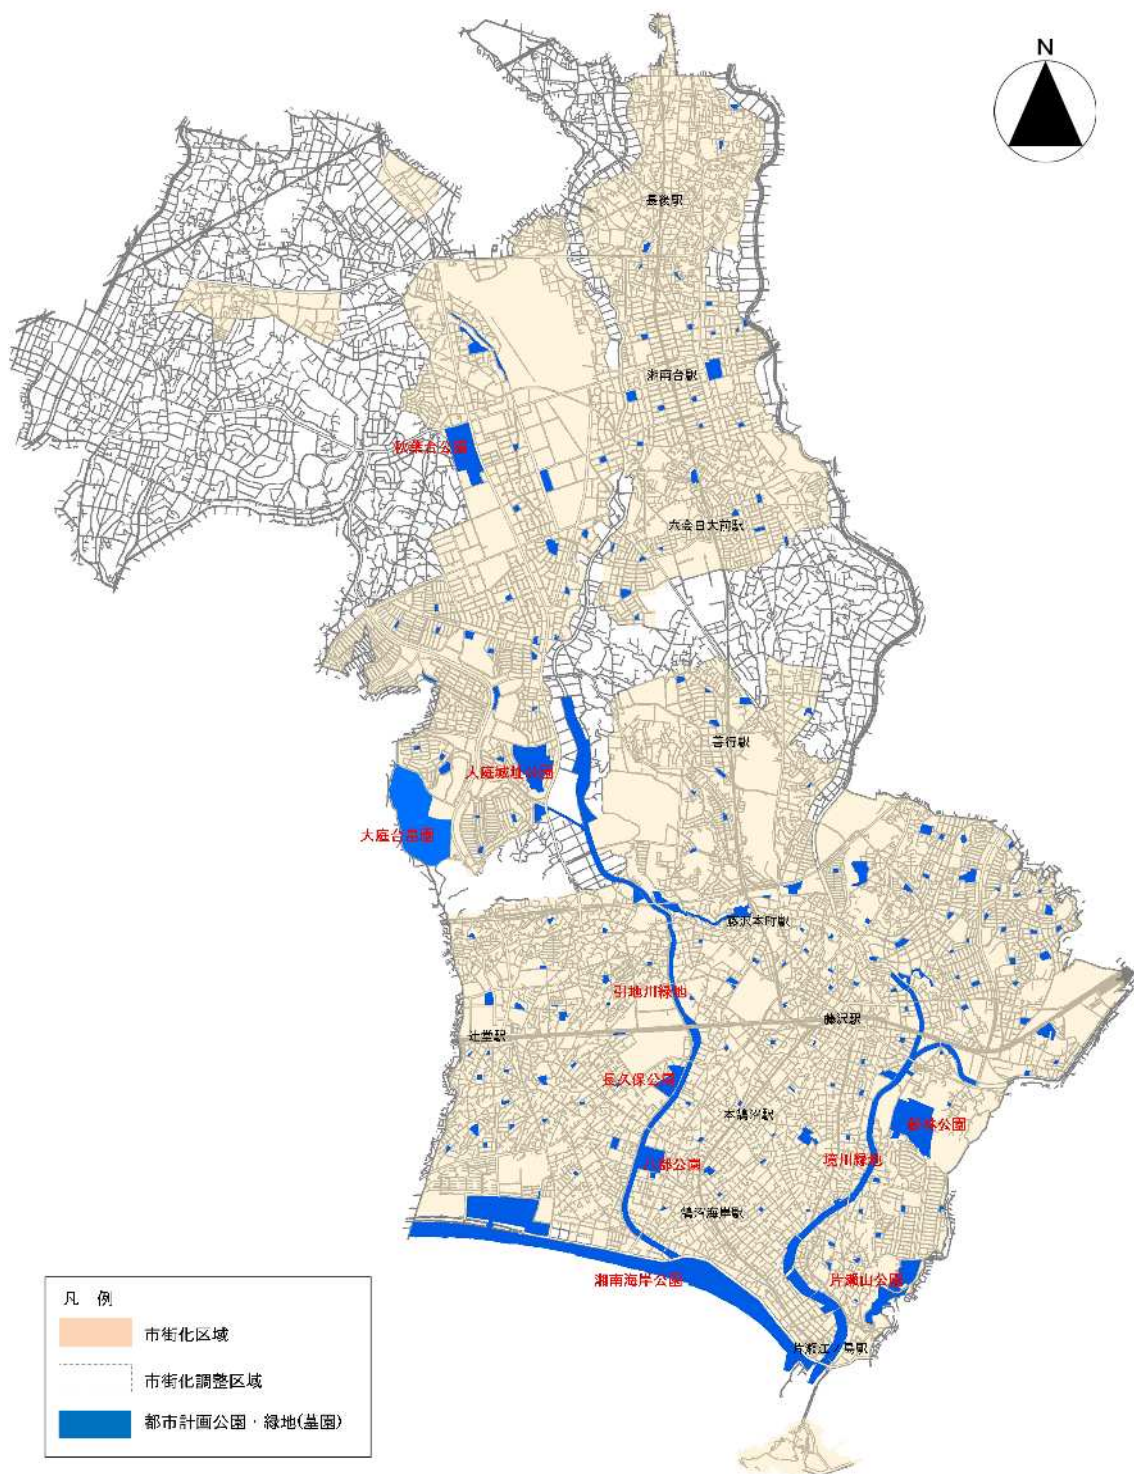 N
長後駅
湘南台駅
秋葉台公園
六会日大前駅
善行駅
大庭城址公園
大庭台墓園
藤沢本町駅
引地川緑地
藤沢駅
辻堂駅
長久保公園
本鵠沼駅
新林公園
境川緑地
八部公園
鵠沼海岸駅
湘南海岸公園
片瀬山公園
片瀬江ノ島駅
凡 例
市街化区域
市街化調整区域
都市計画公園・緑地(墓園)